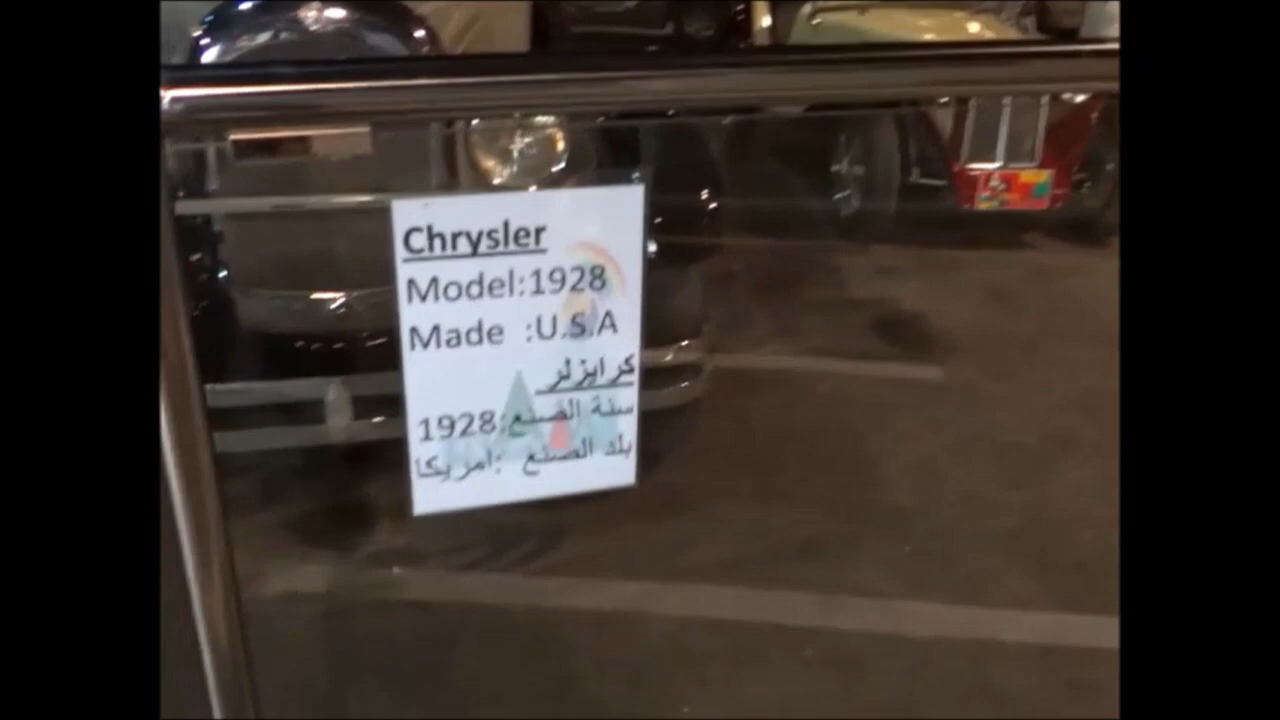 Chrysler
Model:1928
Made :U.S.A
كرايزلر
سنة الصنع:1928
بلد الصنع :امريكا